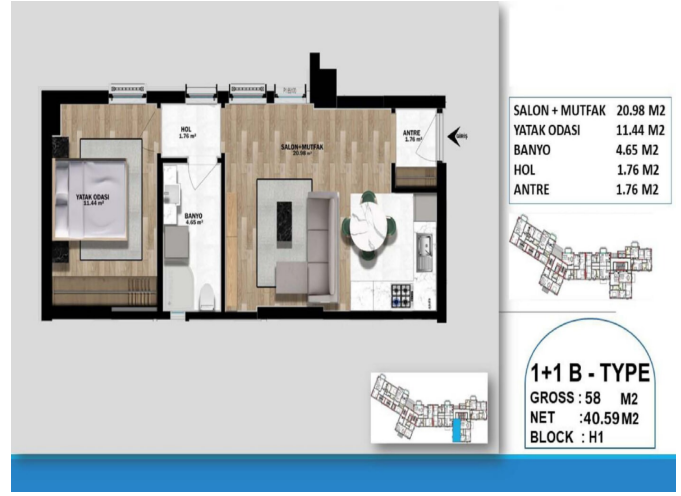 HOL
1.76 m²
SALON+MUTFAK
20.98 m²
ANTRE
1.76 m²
GİRİŞ
YATAK ODASI
11.44 m²
BANYO
4.65 m²
SALON + MUTFAK 20.98 M2
YATAK ODASI 11.44 M2
BANYO 4.65 M2
HOL 1.76 M2
ANTRE 1.76 M2
1+1 B - TYPE
GROSS : 58 M2
NET :40.59 M2
BLOCK : H1